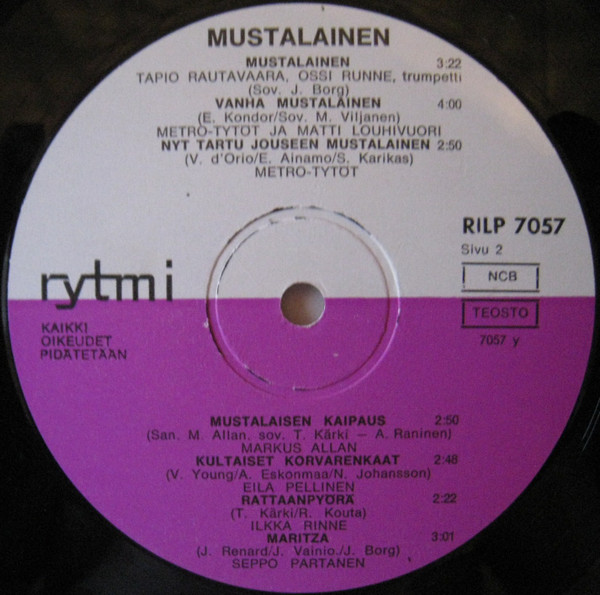 MUSTALAINEN
MUSTALAINEN 3:22
TAPIO RAUTAVAARA, OSSI RUNNE, trumpetti
(Sov. J. Borg)
VANHA MUSTALAINEN 4:00
(E. Kondor/Sov. M. Viljanen)
METRO-TYTÖT JA MATTI LOUHIVUORI
NYT TARTU JOUSEEN MUSTALAINEN 2:50
(V. d'Orio/E. Ainamo/S. Karikas)
METRO-TYTÖT
RILP 7057
Sivu 2
NCB
rytmi
TEOSTO
7057 y
KAIKKI
OIKEUDET
PIDÄTETÄÄN
MUSTALAISEN KAIPAUS 2:50
(San. M. Allan. sov. T. Kärki — A. Raninen)
MARKUS ALLAN
KULTAISET KORVARENKAAT 2:48
(V. Young/A. Eskonmaa/N. Johansson)
EILA PELLINEN
RATTAANPYÖRÄ 2:22
(T. Kärki/R. Kouta)
ILKKA RINNE
MARITZA 3:01
(J. Renard/J. Vainio./J. Borg)
SEPPO PARTANEN